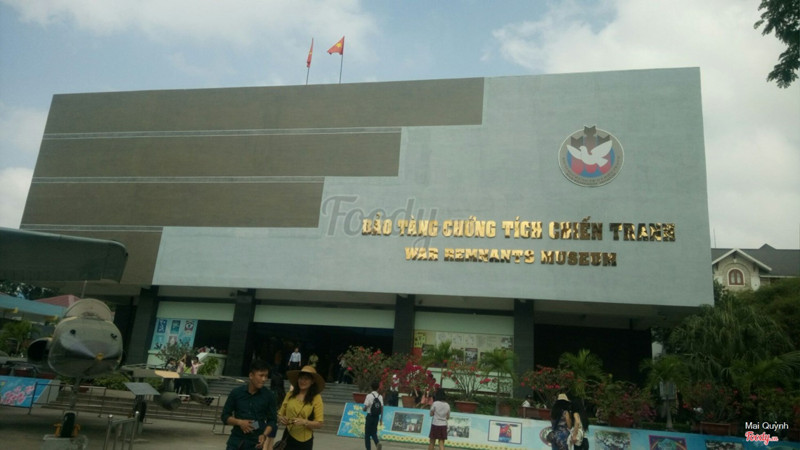 BẢO TÀNG CHỨNG TÍCH CHIẾN TRANH
WAR REMNANTS MUSEUM
Foody
Mai Quỳnh
Foody.vn